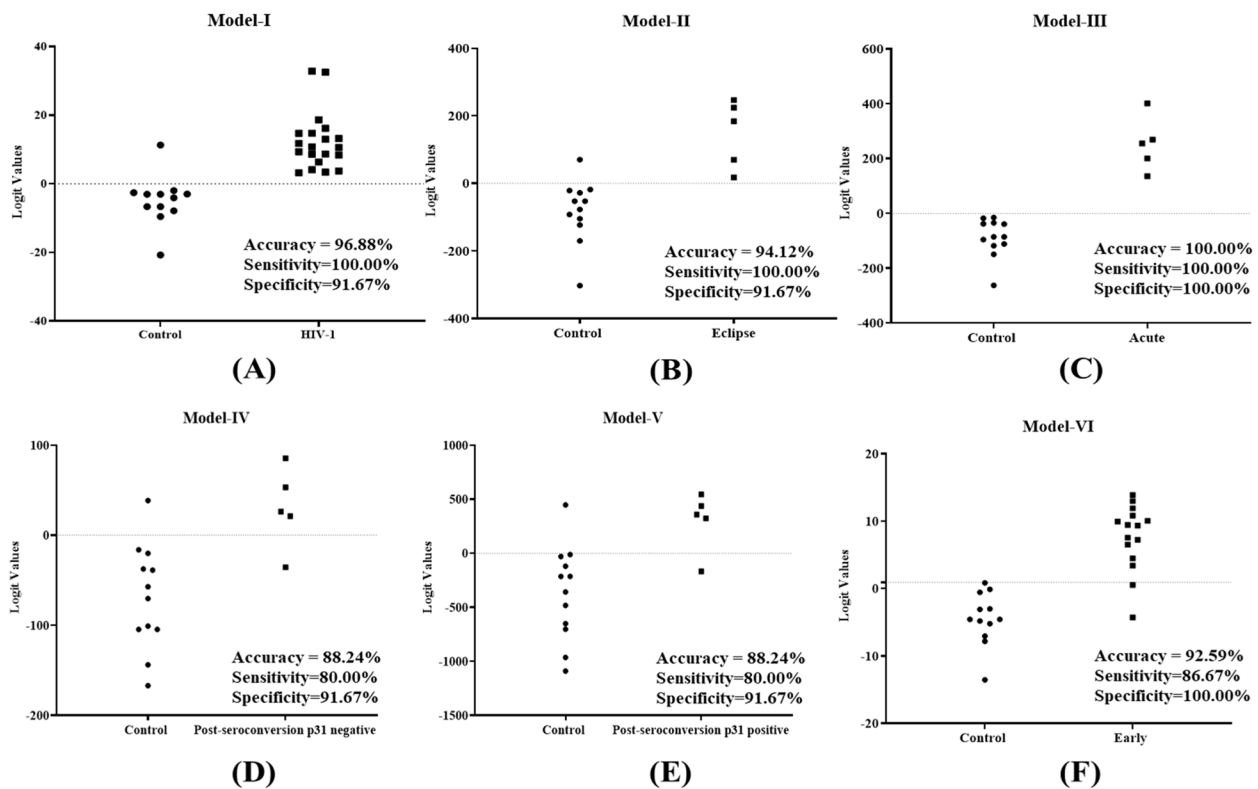 Model-I
40
20
0
-20
-40
Logit Values
Accuracy = 96.88%
Sensitivity=100.00%
Specificity=91.67%
Control
HIV-1
(A)
Model-II
400
200
0
-200
-400
Logit Values
Accuracy = 94.12%
Sensitivity=100.00%
Specificity=91.67%
Control
Eclipse
(B)
Model-III
600
400
200
0
-200
-400
Logit Values
Accuracy = 100.00%
Sensitivity=100.00%
Specificity=100.00%
Control
Acute
(C)
Model-IV
100
0
-100
-200
Logit Values
Accuracy = 88.24%
Sensitivity=80.00%
Specificity=91.67%
Control
Post-seroconversion p31 negative
(D)
Model-V
1000
500
0
-500
-1000
-1500
Logit Values
Accuracy = 88.24%
Sensitivity=80.00%
Specificity=91.67%
Control
Post-seroconversion p31 positive
(E)
Model-VI
20
10
0
-10
-20
Logit Values
Accuracy = 92.59%
Sensitivity=86.67%
Specificity=100.00%
Control
Early
(F)